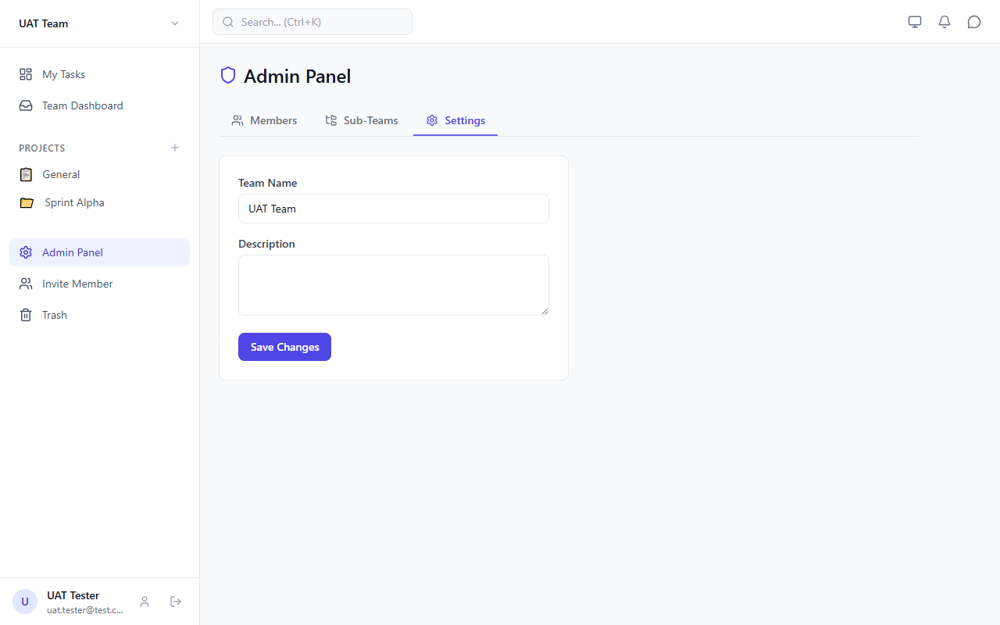 UAT Team
Search... (Ctrl+K)
My Tasks
Team Dashboard
PROJECTS
General
Sprint Alpha
Admin Panel
Invite Member
Trash
Admin Panel
Members
Sub-Teams
Settings
Team Name
UAT Team
Description
Save Changes
U
UAT Tester
uat.tester@test.c...